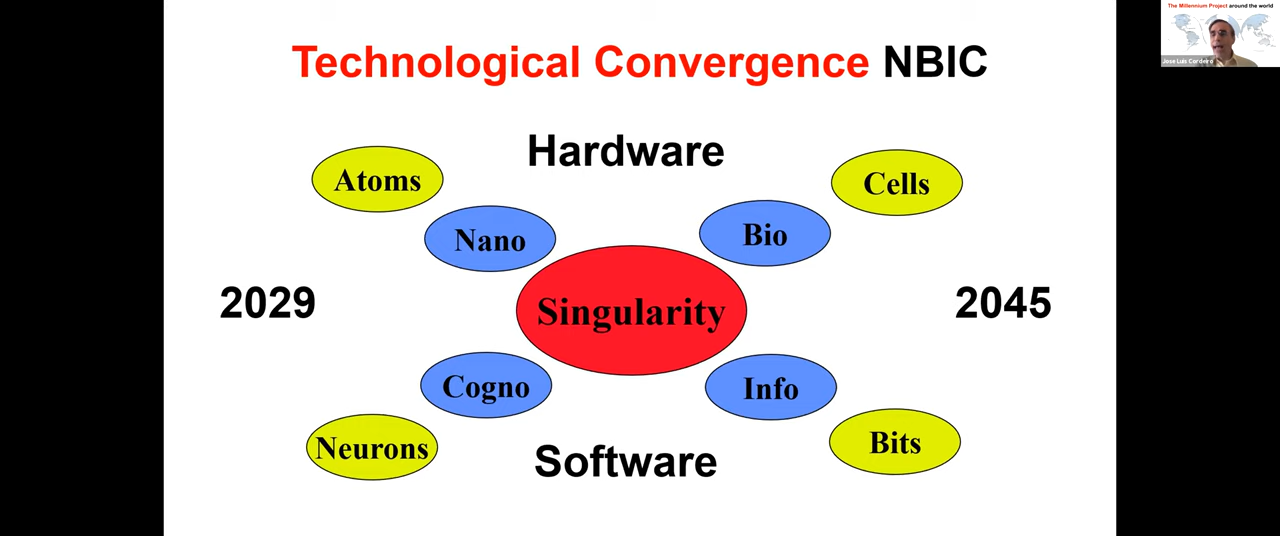 Technological Convergence NBIC
The Millennium Project around the world
Jose Luis Cordeiro
Hardware
Atoms
Cells
Nano
Bio
2029
Singularity
2045
Cogno
Info
Neurons
Bits
Software